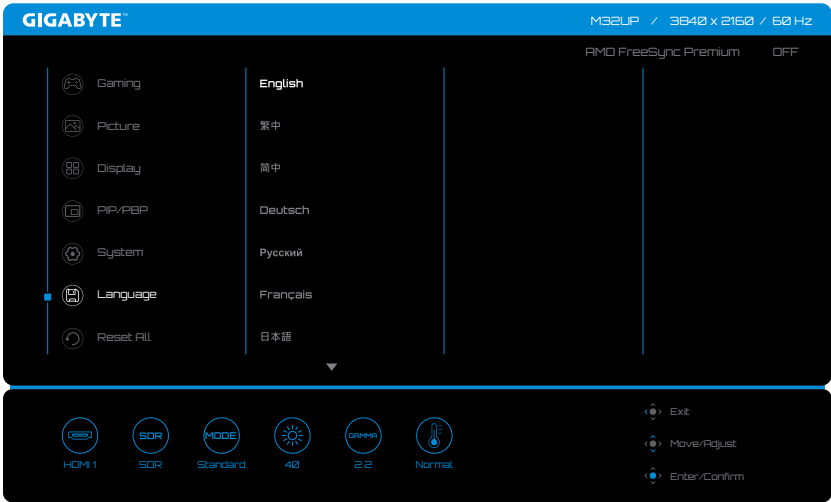 GIGABYTE™
M32UP / 3840 x 2160 / 60 Hz
AMD FreeSync Premium OFF
Gaming
Picture
Display
PIP/PBP
System
Language
Reset All
English
繁中
简中
Deutsch
Русский
Français
日本語
HDMI 1
SDR
SDR
MODE
Standard
40
GAMMA
2.2
Normal
Exit
Move/Adjust
Enter/Confirm